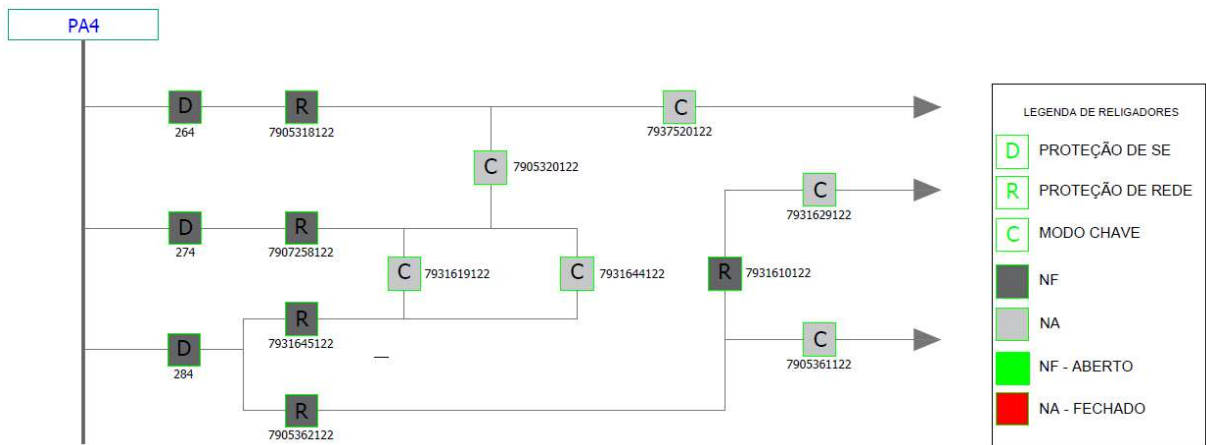 PA4
D
264
R
7905318122
C
7937520122
C
7905320122
D
274
R
7907258122
C
7931619122
C
7931644122
R
7931610122
C
7931629122
D
284
R
7931645122
C
7905361122
R
7905362122
LEGENDA DE RELIGADORES
D PROTEÇÃO DE SE
R PROTEÇÃO DE REDE
C MODO CHAVE
NF
NA
NF - ABERTO
NA - FECHADO